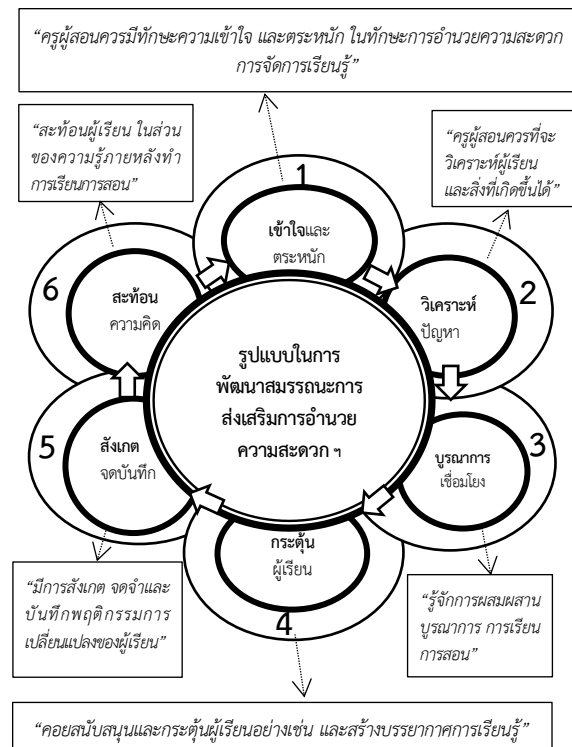 “ครูผู้สอนควรมีทักษะความเข้าใจ และตระหนัก ในทักษะการอำนวยความสะดวก
การจัดการเรียนรู้”
“สะท้อนผู้เรียน ในส่วน
ของความรู้ภายหลังทำ
การเรียนการสอน”
“ครูผู้สอนควรที่จะ
วิเคราะห์ผู้เรียน
และสิ่งที่เกิดขึ้นได้”
1
เข้าใจและ
ตระหนัก
6
สะท้อน
ความคิด
2
วิเคราะห์
ปัญหา
รูปแบบในการ
พัฒนาสมรรถนะการ
ส่งเสริมการอำนวย
ความสะดวก ฯ
5
สังเกต
จดบันทึก
3
บูรณาการ
เชื่อมโยง
กระตุ้น
ผู้เรียน
4
“มีการสังเกต จดจำและ
บันทึกพฤติกรรมการ
เปลี่ยนแปลงของผู้เรียน”
“รู้จักการผสมผสาน
บูรณาการ การเรียน
การสอน”
“คอยสนับสนุนและกระตุ้นผู้เรียนอย่างเช่น และสร้างบรรยากาศการเรียนรู้”